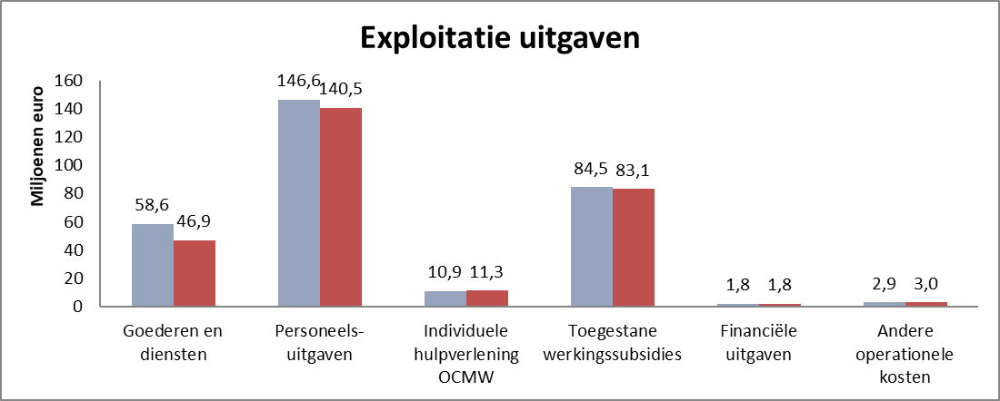 Exploitatie uitgaven
Miljoenen euro
160
140
120
100
80
60
40
20
0
58,6
46,9
146,6
140,5
10,9
11,3
84,5
83,1
1,8
1,8
2,9
3,0
Goederen en
diensten
Personeels-
uitgaven
Individuele
hulpverlening
OCMW
Toegestane
werkingssubsidies
Financiële
uitgaven
Andere
operationele
kosten